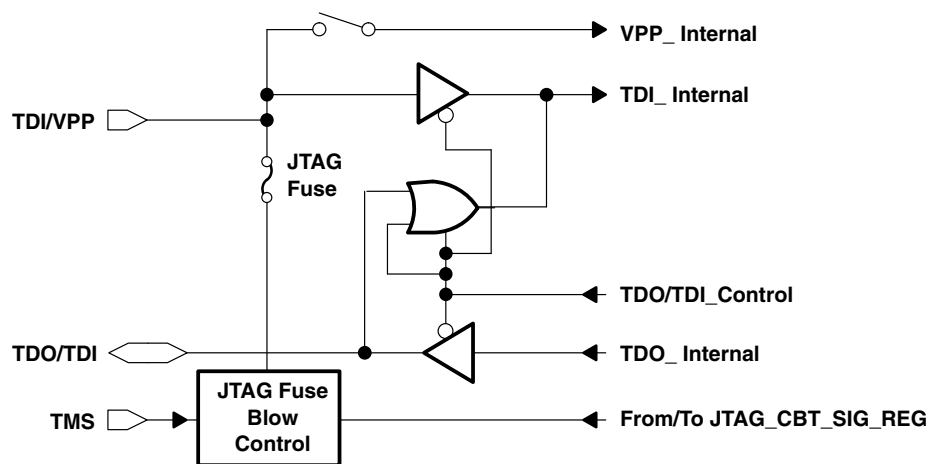 VPP_ Internal
TDI_ Internal
TDI/VPP
JTAG
Fuse
TDO/TDI_Control
TDO/TDI
TDO_ Internal
JTAG Fuse
Blow
Control
TMS
From/To JTAG_CBT_SIG_REG